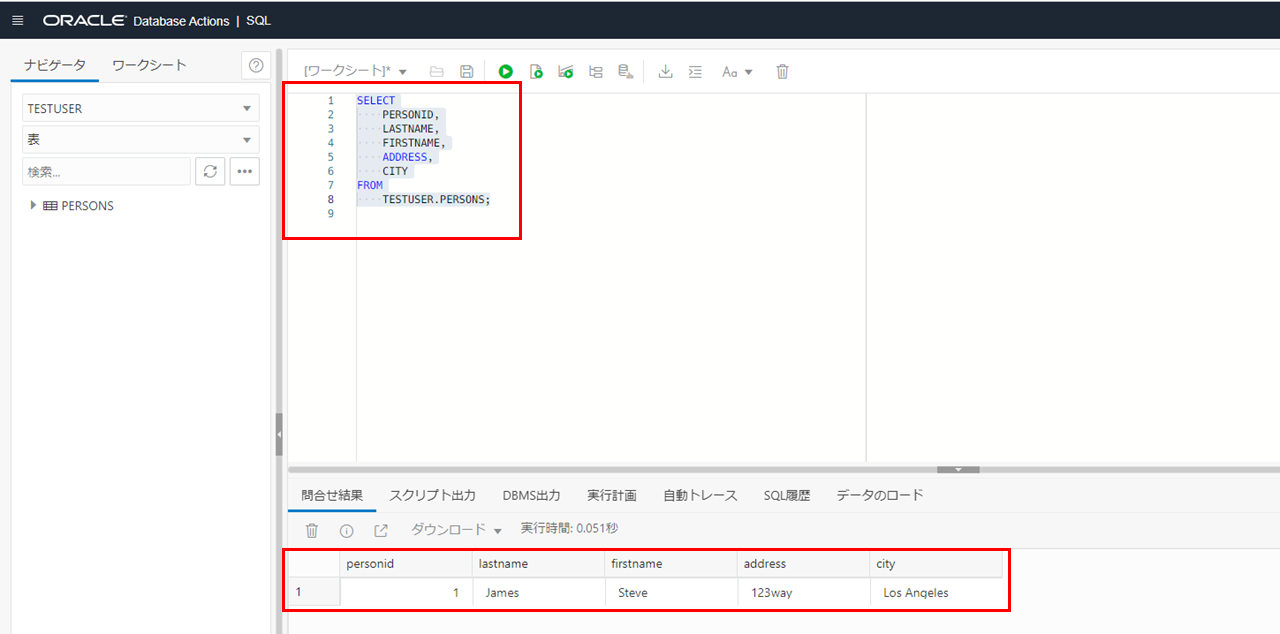 ORACLE Database Actions | SQL
ナビゲータ ワークシート
TESTUSER
表
検索...
PERSONS
[ワークシート]*
Aa
1 SELECT
2 PERSONID,
3 LASTNAME,
4 FIRSTNAME,
5 ADDRESS,
6 CITY
7 FROM
8 TESTUSER.PERSONS;
9
問合せ結果 スクリプト出力 DBMS出力 実行計画 自動トレース SQL履歴 データのロード
ダウンロード 実行時間: 0.051秒
personid lastname firstname address city
1 1 James Steve 123way Los Angeles